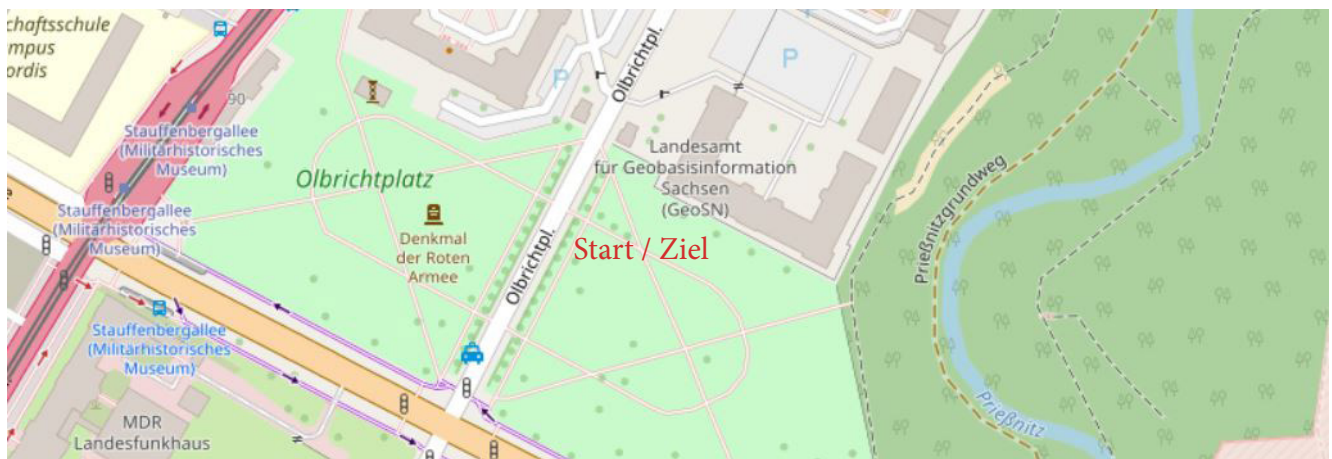 chaftsschule
mpus
ordis
90
Stauffenbergallee
(Militärhistorisches
Museum)
Stauffenbergallee
(Militärhistorisches
Museum)
Stauffenbergallee
(Militärhistorisches
Museum)
MDR
Landesfunkhaus
Olbrichtplatz
Denkmal
der Roten
Armee
P
Olbrichtpl.
Olbrichtpl.
P
Landesamt
für Geobasisinformation
Sachsen
(GeoSN)
Start / Ziel
Prießnitzgrundweg
Prießnitz